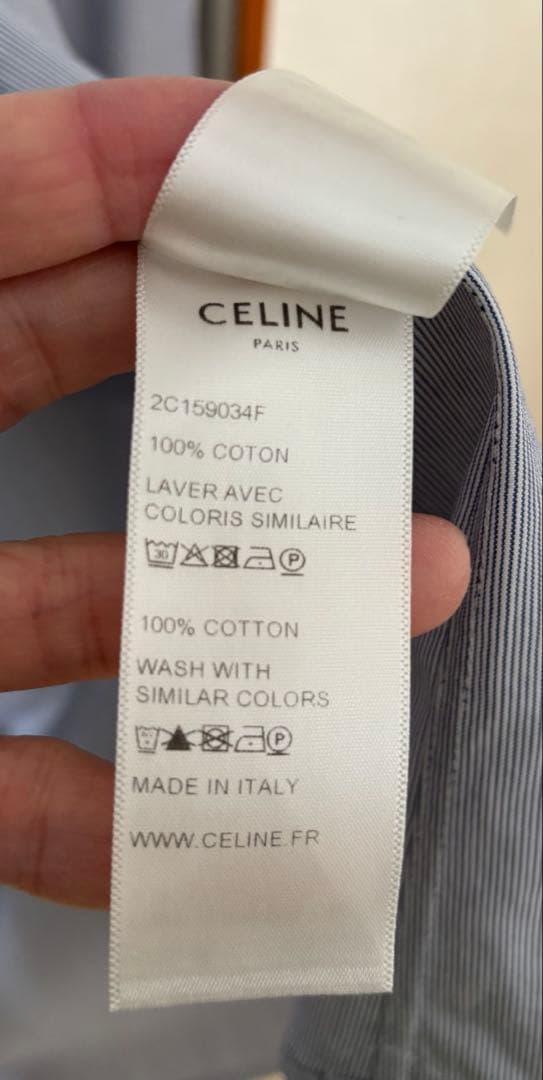 CELINE
PARIS
2C159034F
100% COTON
LAVER AVEC
COLORIS SIMILAIRE
30 P
100% COTTON
WASH WITH
SIMILAR COLORS
P
MADE IN ITALY
WWW.CELINE.FR